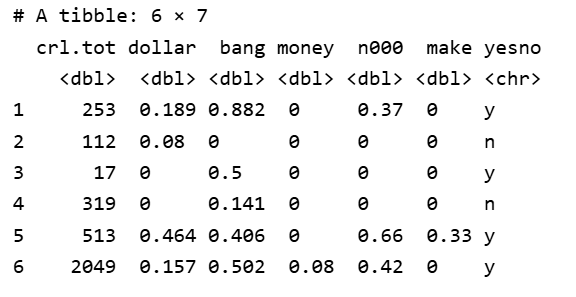 # A tibble: 6 × 7
crl.tot dollar bang money n000 make yesno
<dbl> <dbl> <dbl> <dbl> <dbl> <dbl> <chr>
1 253 0.189 0.882 0 0.37 0 y
2 112 0.08 0 0 0 0 n
3 17 0 0.5 0 0 0 y
4 319 0 0.141 0 0 0 n
5 513 0.464 0.406 0 0.66 0.33 y
6 2049 0.157 0.502 0.08 0.42 0 y